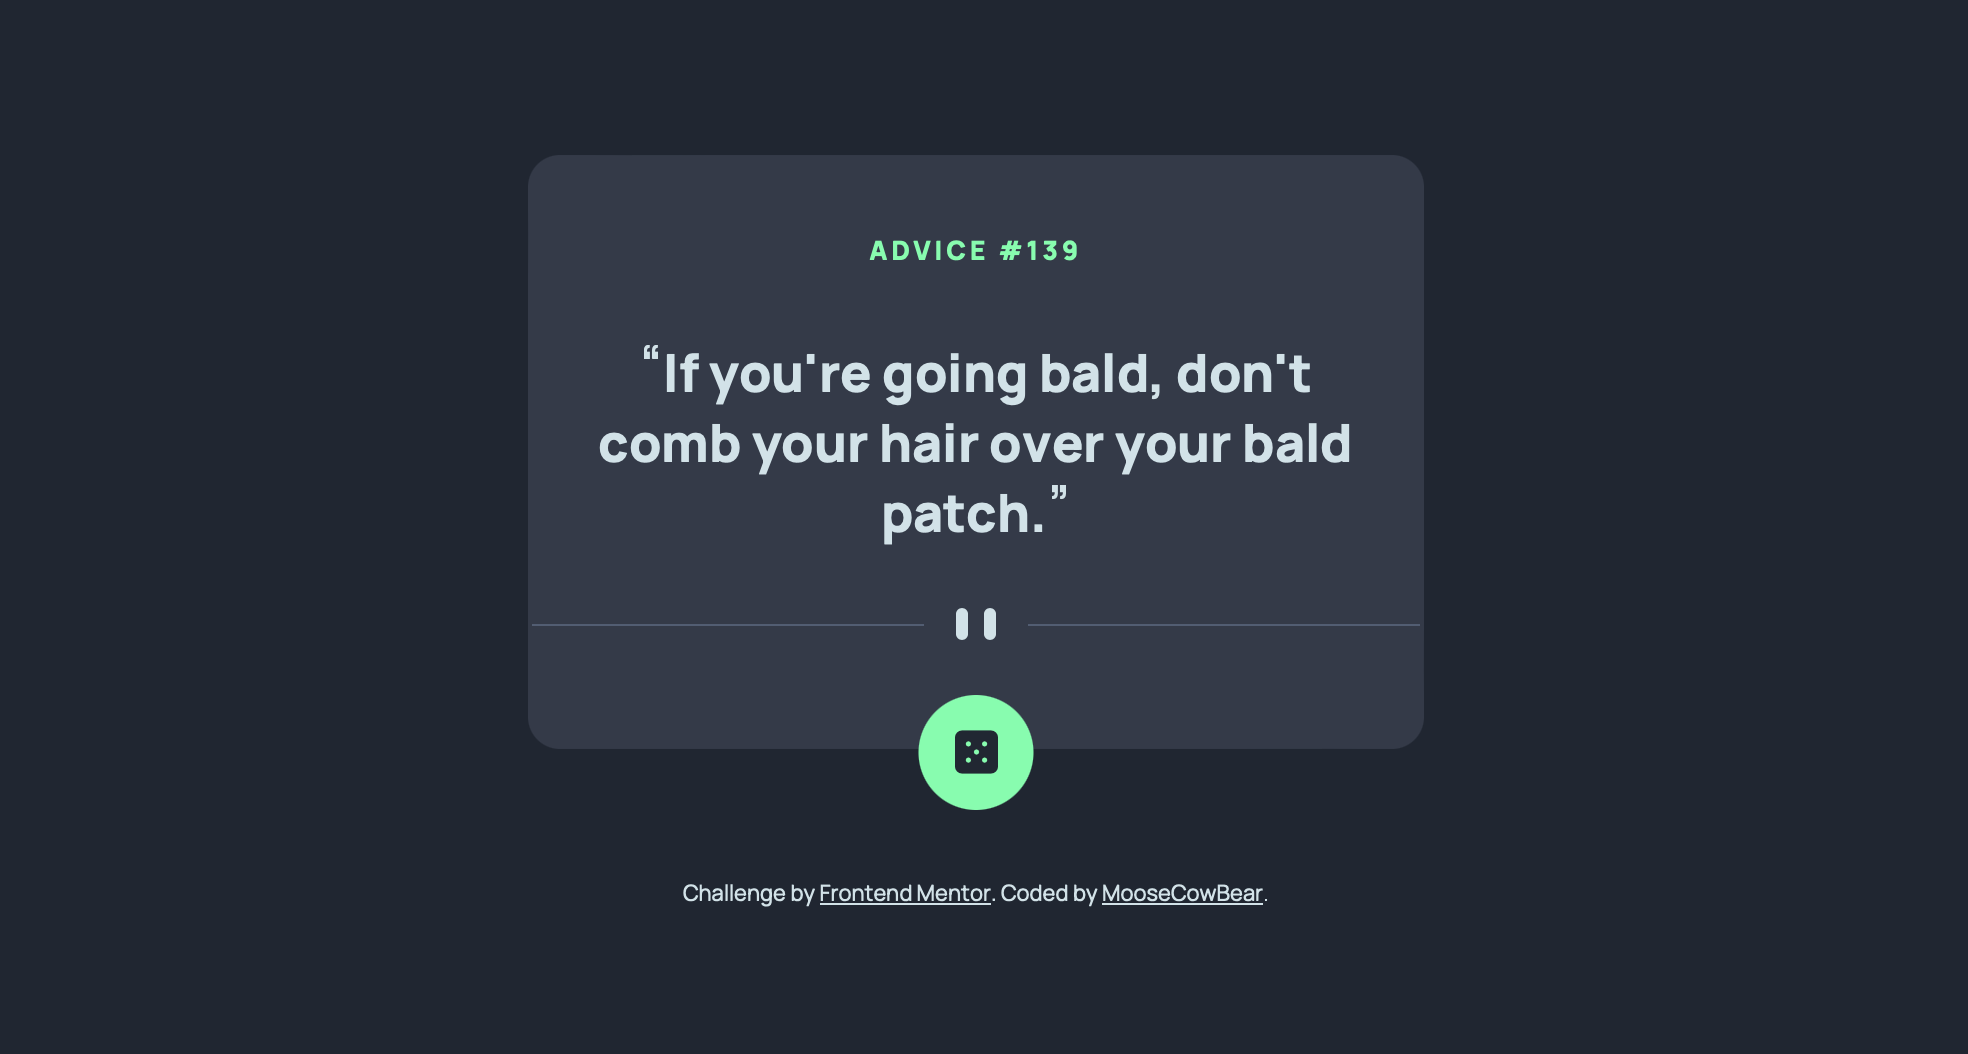 ADVICE #139
“If you're going bald, don't
comb your hair over your bald
patch.”
Challenge by Frontend Mentor. Coded by MooseCowBear.